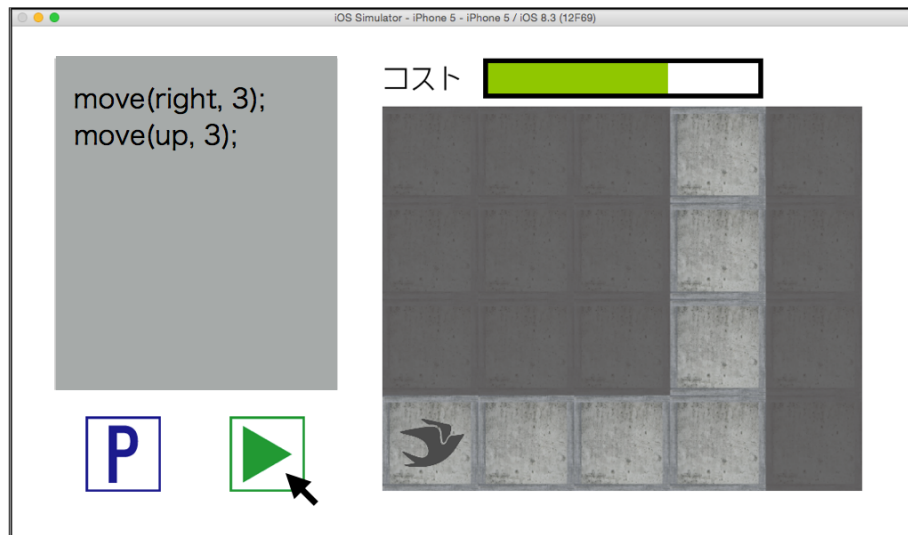 iOS Simulator - iPhone 5 - iPhone 5 / iOS 8.3 (12F69)
move(right, 3);
move(up, 3);
コスト
P